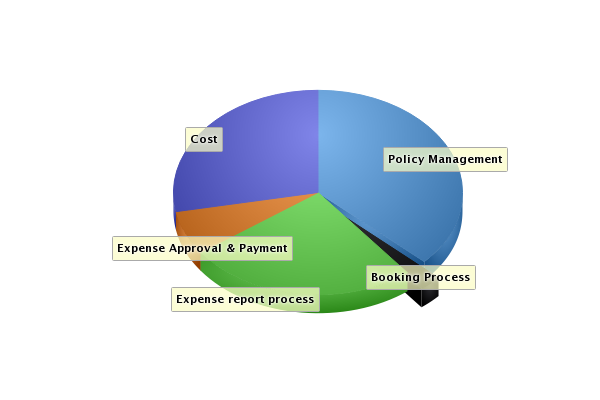 Cost
Policy Management
Expense Approval & Payment
Booking Process
Expense report process